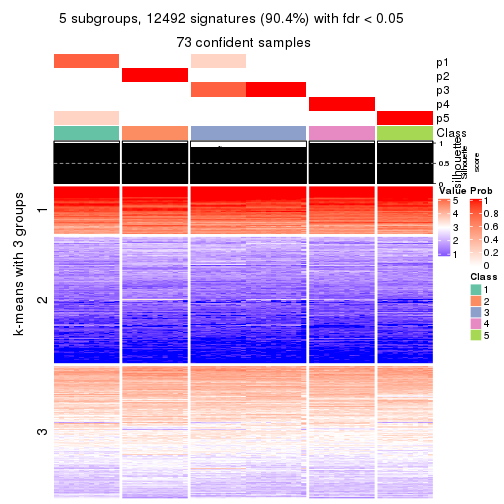 5 subgroups, 12492 signatures (90.4%) with fdr < 0.05
73 confident samples
p1
p2
p3
p4
p5
Class
1
0.5
0
silhouette
Silhouette
score
k-means with 3 groups
1
2
3
Value
5
4
3
2
1
Prob
1
0.8
0.6
0.4
0.2
0
Class
1
2
3
4
5